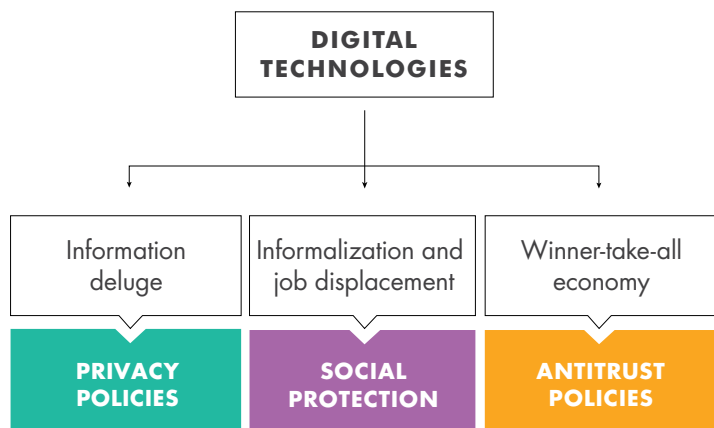 DIGITAL
TECHNOLOGIES
Information
deluge
Informalization and
job displacement
Winner-take-all
economy
PRIVACY
POLICIES
SOCIAL
PROTECTION
ANTITRUST
POLICIES